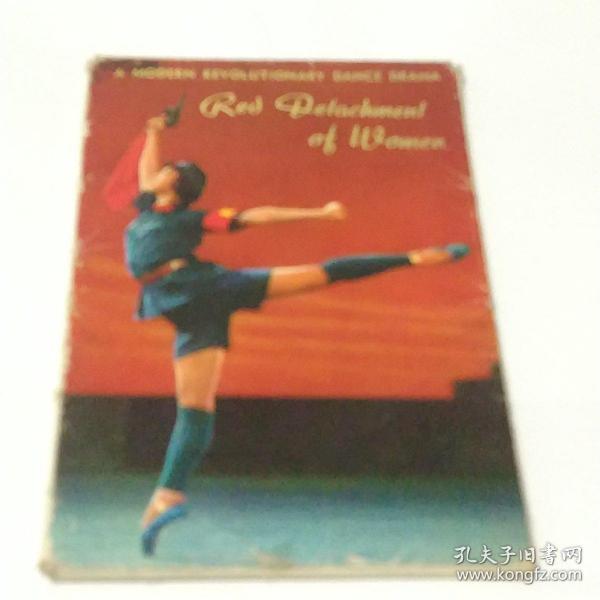 A MODERN REVOLUTIONARY DANCE DRAMA
Red Detachment
of Women
孔夫子旧书网
www.kongfz.com